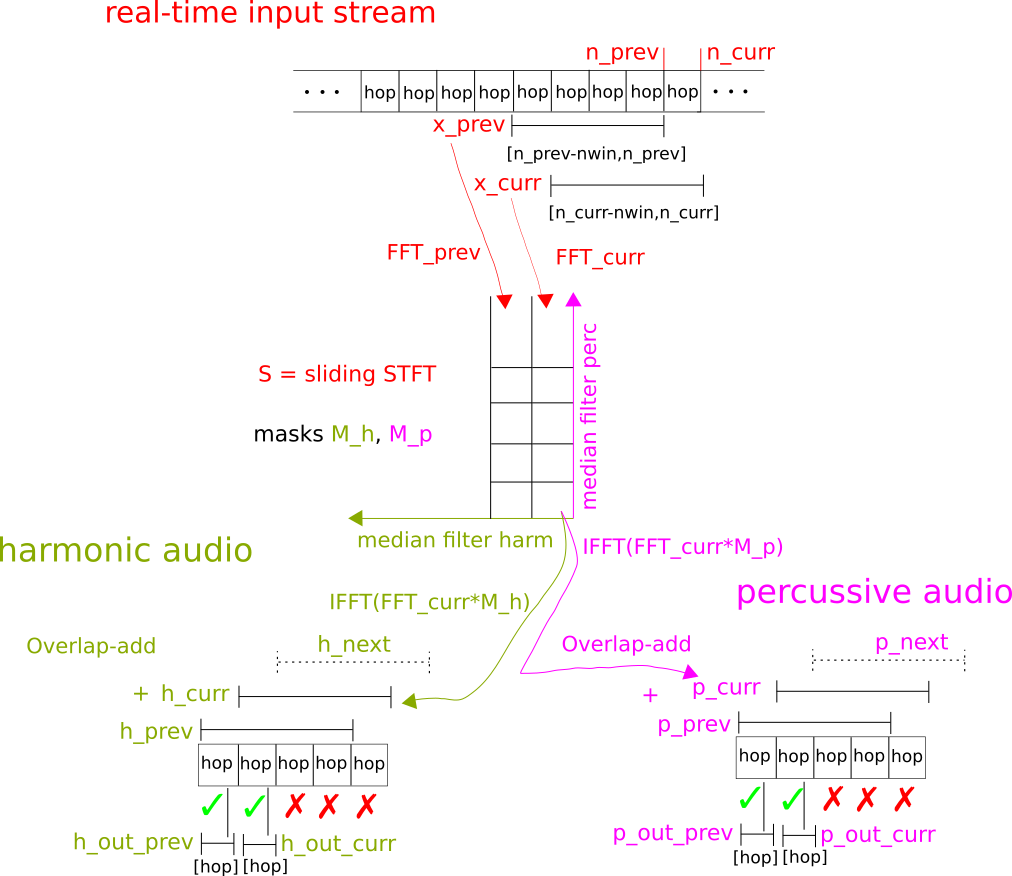 real-time input stream
n_prev n_curr
• • • hop hop hop hop hop hop hop hop hop • • •
x_prev
[n_prev-nwin,n_prev]
x_curr
[n_curr-nwin,n_curr]
FFT_prev FFT_curr
median filter perc
S = sliding STFT
masks M_h, M_p
median filter harm
harmonic audio
IFFT(FFT_curr*M_p)
percussive audio
IFFT(FFT_curr*M_h)
Overlap-add
h_next
+ h_curr
h_prev
hop hop hop hop hop
✓ ✓ ✗ ✗ ✗
h_out_prev h_out_curr
[hop] [hop]
Overlap-add
p_next
+ p_curr
p_prev
hop hop hop hop hop
✓ ✓ ✗ ✗ ✗
p_out_prev p_out_curr
[hop] [hop]